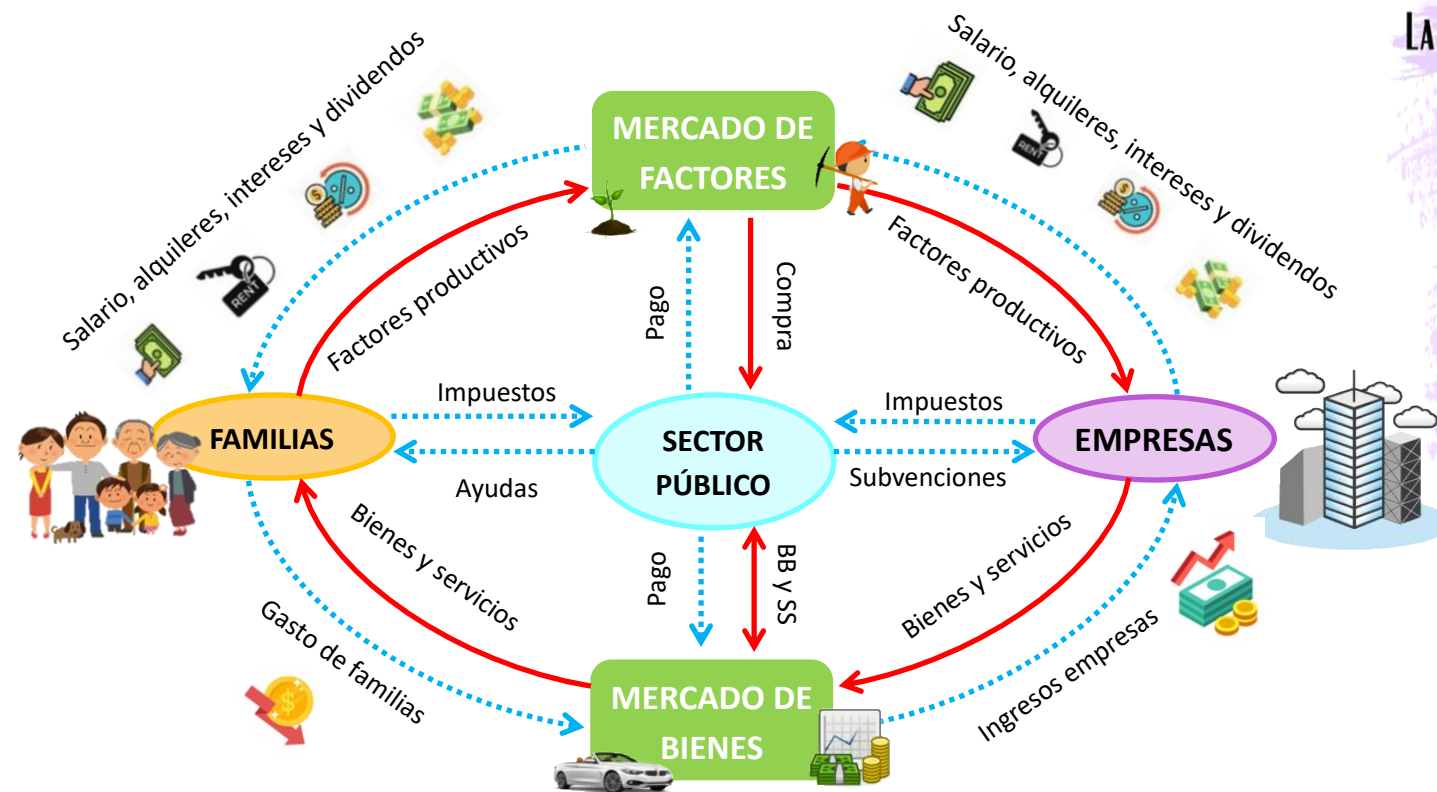 LA
Salario, alquileres, intereses y dividendos
Salario, alquileres, intereses y dividendos
MERCADO DE
FACTORES
RENT
RENT
Factores productivos
Factores productivos
Pago
Compra
Impuestos
Impuestos
FAMILIAS
SECTOR
PÚBLICO
EMPRESAS
Ayudas
Subvenciones
Bienes y servicios
Pago
BB y SS
Bienes y servicios
Gasto de familias
Ingresos empresas
MERCADO DE
BIENES